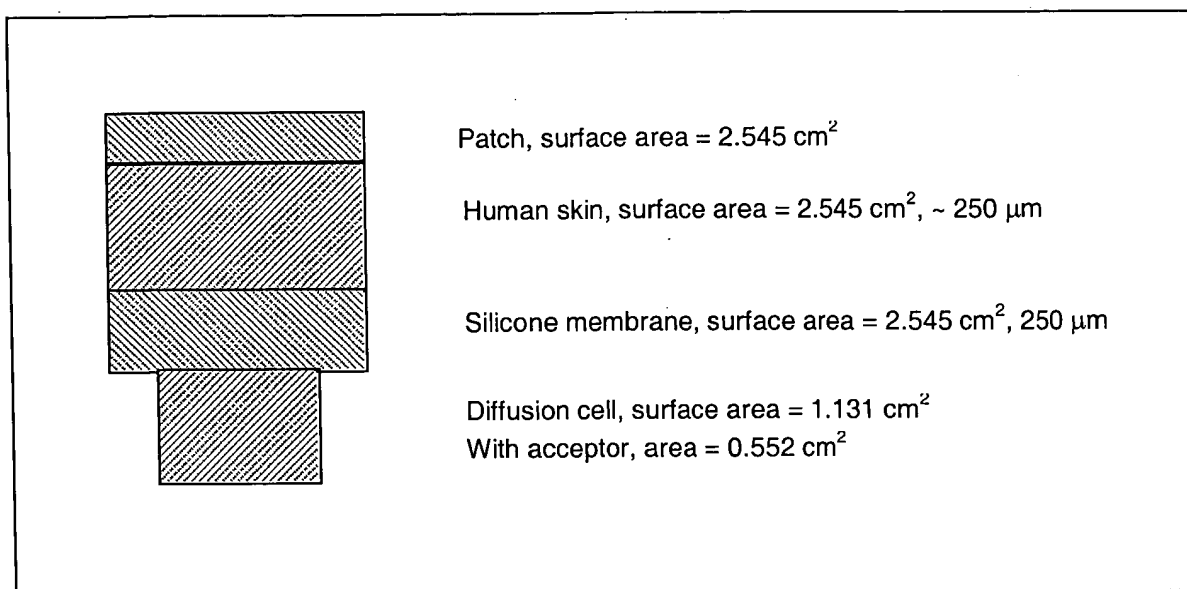 Patch, surface area = 2.545 cm²
Human skin, surface area = 2.545 cm², ~ 250 μm
Silicone membrane, surface area = 2.545 cm², 250 μm
Diffusion cell, surface area = 1.131 cm²
With acceptor, area = 0.552 cm²